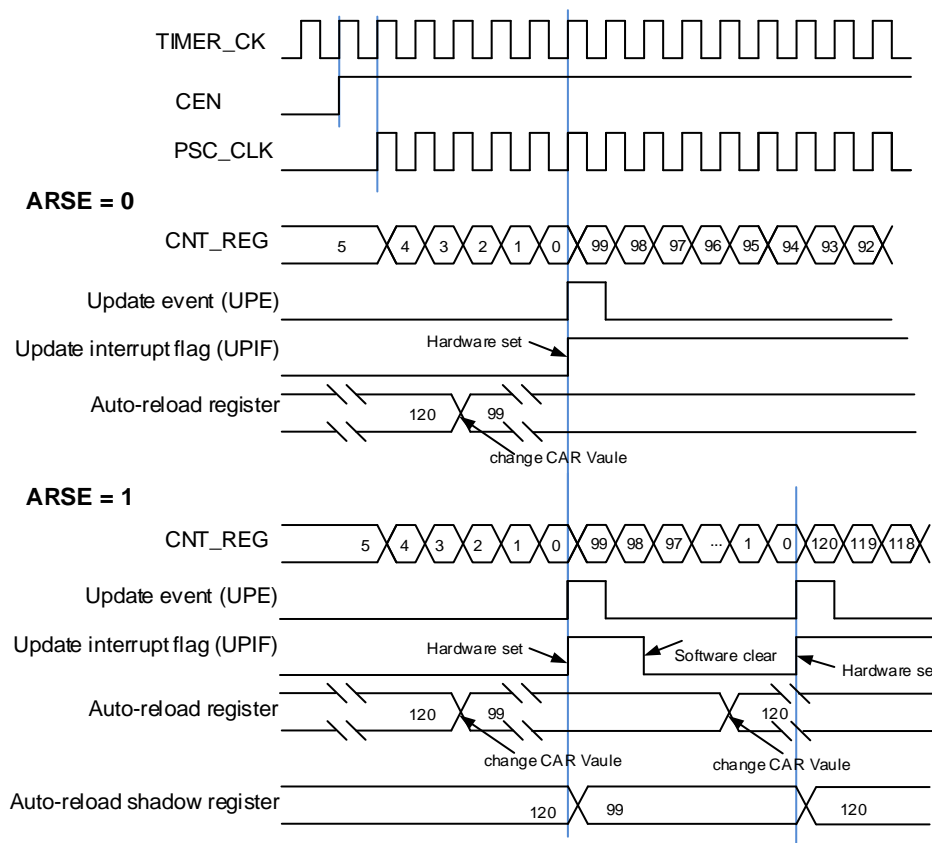 TIMER_CK
CEN
PSC_CLK
ARSE = 0
CNT_REG 5 4 3 2 1 0 99 98 97 96 95 94 93 92
Update event (UPE)
Update interrupt flag (UPIF) Hardware set
Auto-reload register 120 99
change CAR Vaule
ARSE = 1
CNT_REG 5 4 3 2 1 0 99 98 97 ... 1 0 120 119 118
Update event (UPE)
Update interrupt flag (UPIF) Hardware set Software clear Hardware se
Auto-reload register 120 99 120
change CAR Vaule change CAR Vaule
Auto-reload shadow register 120 99 120